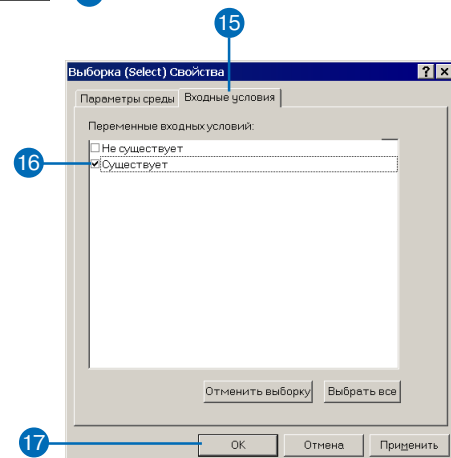 15
Выборка (Select) Свойства
Параметры среды Входные условия
Переменные входных условий:
Не существует
16
Существует
Отменить выборку Выбрать все
17
OK Отмена Применить